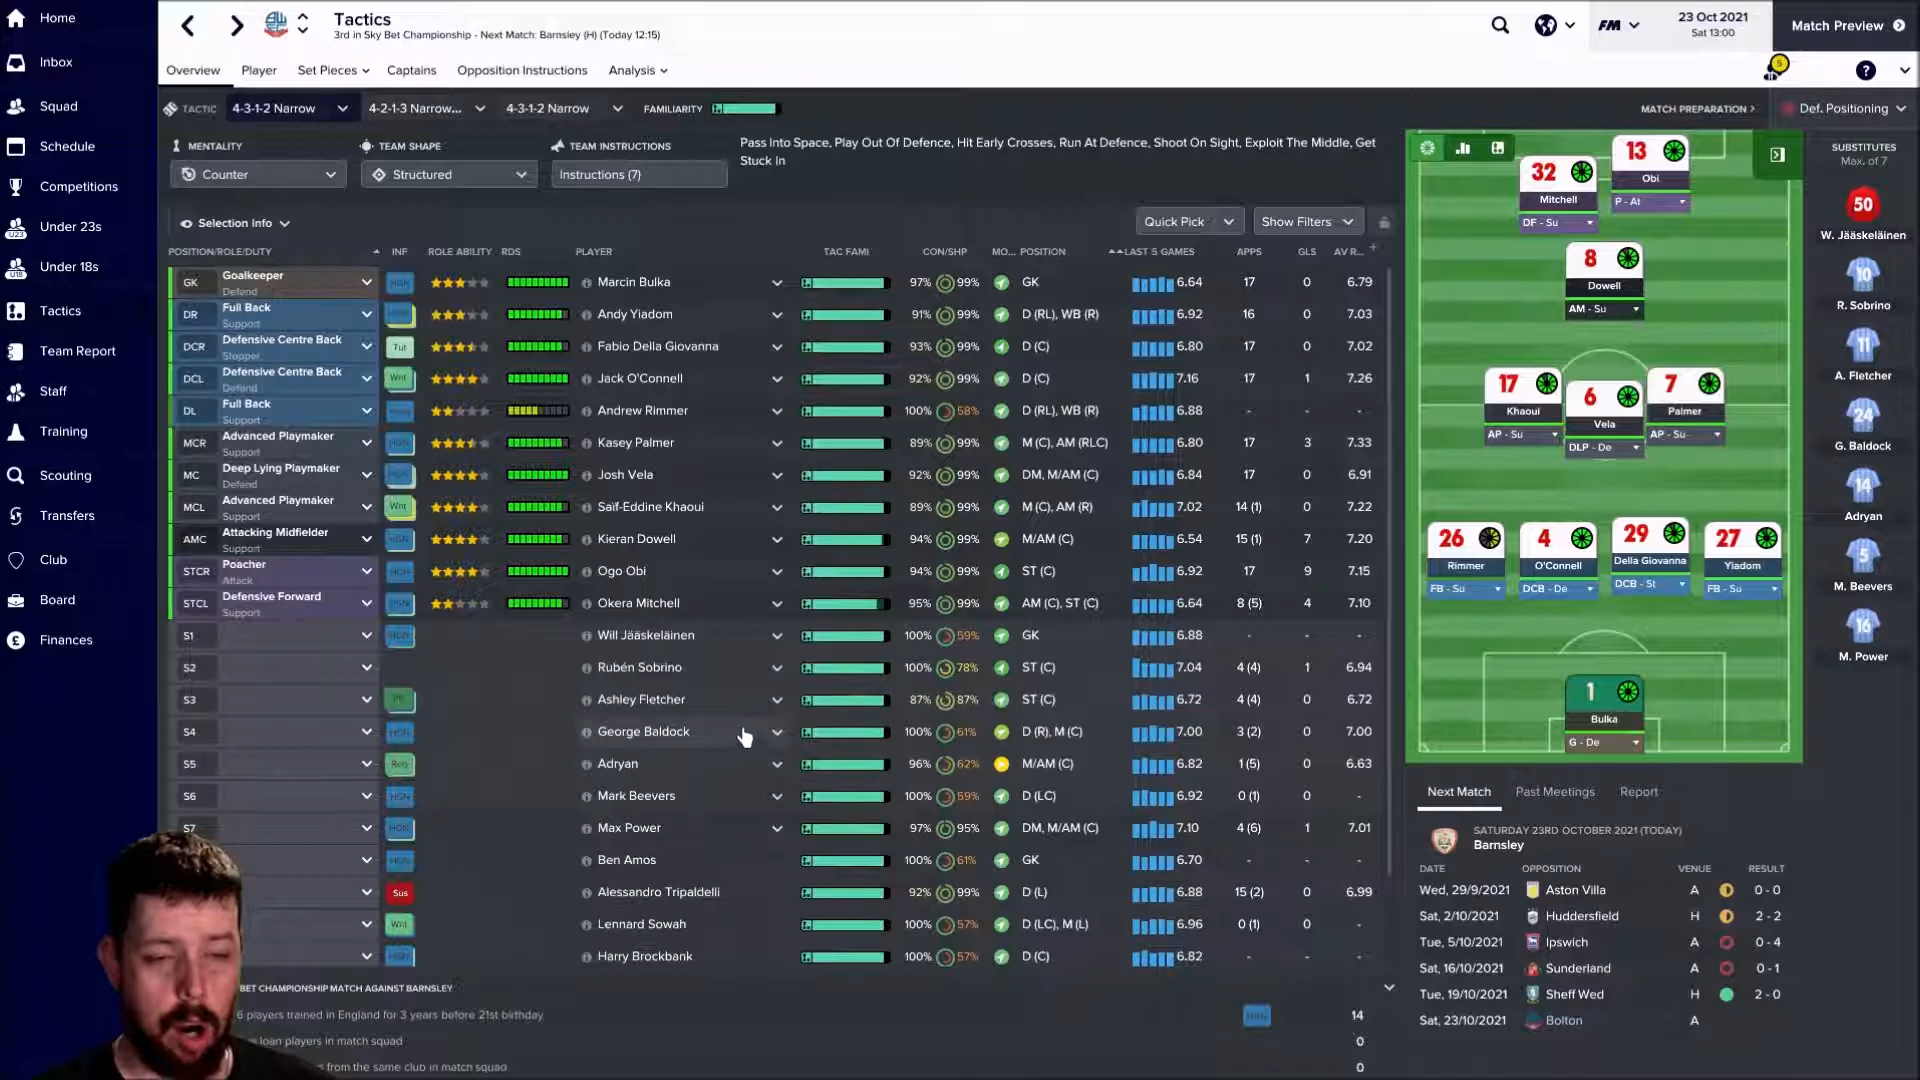 Home
Inbox
Squad
Schedule
Competitions
Under 23s
Under 18s
Tactics
Team Report
Staff
Training
Scouting
Transfers
Club
Board
Finances
Tactics
3rd in Sky Bet Championship - Next Match: Barnsley (H) (Today 12:15)
FM
23 Oct 2021
Sat 13:00
Match Preview
Overview Player Set Pieces Captains Opposition Instructions Analysis
5
?
TACTIC 4-3-1-2 Narrow 4-2-1-3 Narrow... 4-3-1-2 Narrow FAMILIARITY
MATCH PREPARATION > Def. Positioning
MENTALITY TEAM SHAPE TEAM INSTRUCTIONS
Counter Structured Instructions (7)
Pass Into Space, Play Out Of Defence, Hit Early Crosses, Run At Defence, Shoot On Sight, Exploit The Middle, Get
Stuck In
Selection Info Quick Pick Show Filters
POSITION/ROLE/DUTY INF ROLE ABILITY RDS PLAYER TAC FAMI CON/SHP MO... POSITION LAST 5 GAMES APPS GLS AV R...
GK Goalkeeper Defend Marcin Bulka 97% 99% GK 6.64 17 0 6.79
DR Full Back Support Andy Yiadom 91% 99% D (RL), WB (R) 6.92 16 0 7.03
DCR Defensive Centre Back Stopper Tut Fabio Della Giovanna 93% 99% D (C) 6.80 17 0 7.02
DCL Defensive Centre Back Defend Wnt Jack O'Connell 92% 99% D (C) 7.16 17 1 7.26
DL Full Back Support Andrew Rimmer 100% 58% D (RL), WB (R) 6.88 - - -
MCR Advanced Playmaker Support HGN Kasey Palmer 89% 99% M (C), AM (RLC) 6.80 17 3 7.33
MC Deep Lying Playmaker Defend Josh Vela 92% 99% DM, M/AM (C) 6.84 17 0 6.91
MCL Advanced Playmaker Support Wnt Saïf-Eddine Khaoui 89% 99% M (C), AM (R) 7.02 14 (1) 0 7.22
AMC Attacking Midfielder Support HGN Kieran Dowell 94% 99% M/AM (C) 6.54 15 (1) 7 7.20
STCR Poacher Attack Ogo Obi 94% 99% ST (C) 6.92 17 9 7.15
STCL Defensive Forward Support HGN Okera Mitchell 95% 99% AM (C), ST (C) 6.64 8 (5) 4 7.10
S1 HGN Will Jääskeläinen 100% 59% GK 6.88 - - -
S2 Rubén Sobrino 100% 78% ST (C) 7.04 4 (4) 1 6.94
S3 Ashley Fletcher 87% 87% ST (C) 6.72 4 (4) 0 6.72
S4 HGN George Baldock 100% 61% D (R), M (C) 7.00 3 (2) 0 7.00
S5 Req Adryan 96% 62% M/AM (C) 6.82 1 (5) 0 6.63
S6 HGN Mark Beevers 100% 59% D (LC) 6.92 0 (1) 0 -
S7 HGN Max Power 97% 95% DM, M/AM (C) 7.10 4 (6) 1 7.01
HGN Ben Amos 100% 61% GK 6.70 - - -
Sus Alessandro Tripaldelli 92% 99% D (L) 6.88 15 (2) 0 6.99
Wnt Lennard Sowah 100% 57% D (LC), M (L) 6.96 0 (1) 0 -
HGN Harry Brockbank 100% 57% D (C) 6.82 - - -
BET CHAMPIONSHIP MATCH AGAINST BARNSLEY
6 players trained in England for 3 years before 21st birthday HGN 14
loan players in match squad 0
from the same club in match squad 0
13 Obi P - At
32 Mitchell DF - Su
8 Dowell AM - Su
17 Khaoui AP - Su
6 Vela DLP - De
7 Palmer AP - Su
26 Rimmer FB - Su
4 O'Connell DCB - De
29 Della Giovanna DCB - St
27 Yiadom FB - Su
1 Bulka G - De
SUBSTITUTES
Max. of 7
50
W. Jääskeläinen
10
R. Sobrino
11
A. Fletcher
24
G. Baldock
14
Adryan
5
M. Beevers
16
M. Power
Next Match Past Meetings Report
SATURDAY 23RD OCTOBER 2021 (TODAY)
Barnsley
DATE OPPOSITION VENUE RESULT
Wed, 29/9/2021 Aston Villa A 0 - 0
Sat, 2/10/2021 Huddersfield H 2 - 2
Tue, 5/10/2021 Ipswich A 0 - 4
Sat, 16/10/2021 Sunderland A 0 - 1
Tue, 19/10/2021 Sheff Wed H 2 - 0
Sat, 23/10/2021 Bolton A